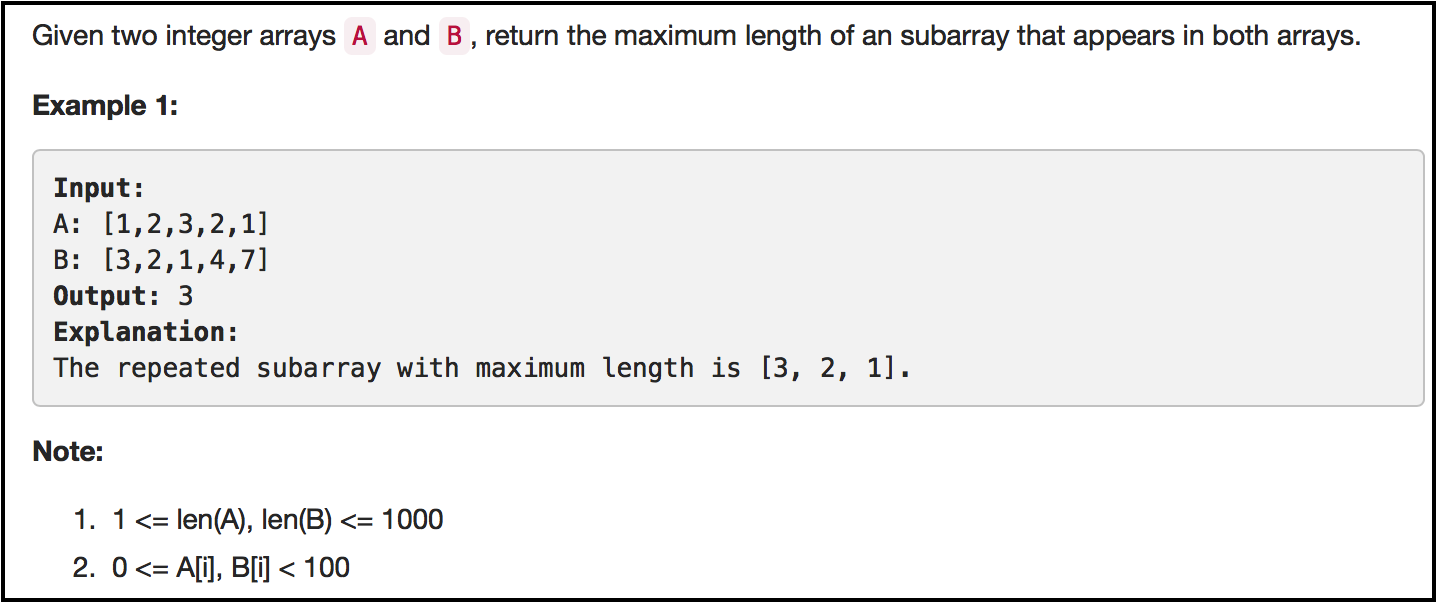 Given two integer arrays A and B, return the maximum length of an subarray that appears in both arrays.
Example 1:
Input:
A: [1,2,3,2,1]
B: [3,2,1,4,7]
Output: 3
Explanation:
The repeated subarray with maximum length is [3, 2, 1].
Note:
1. 1 <= len(A), len(B) <= 1000
2. 0 <= A[i], B[i] < 100